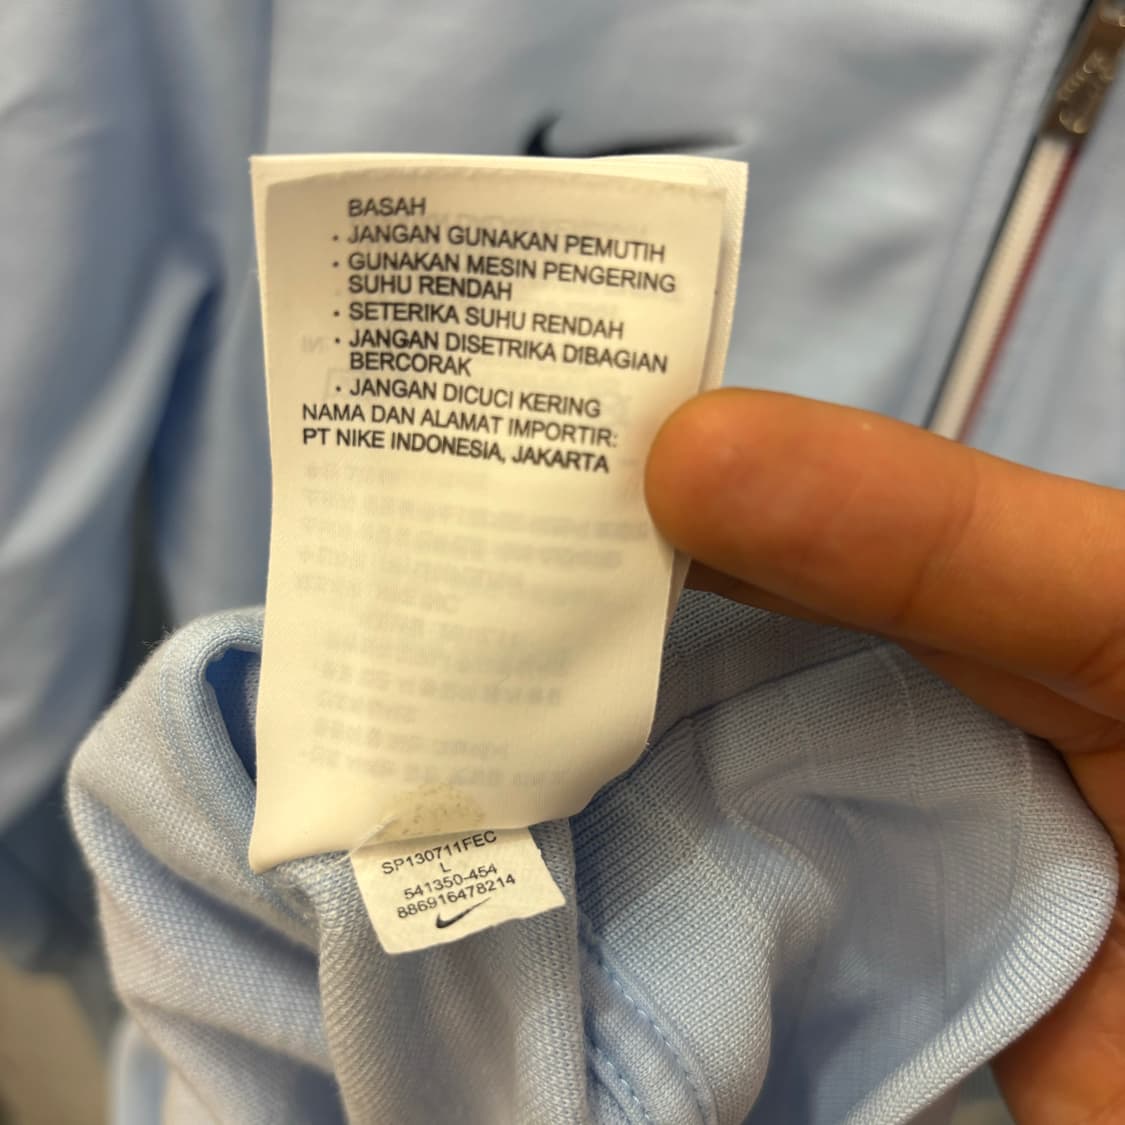 BASAH
. JANGAN GUNAKAN PEMUTIH
. GUNAKAN MESIN PENGERING
SUHU RENDAH
. SETERIKA SUHU RENDAH
. JANGAN DISETRIKA DIBAGIAN
BERCORAK
. JANGAN DICUCI KERING
NAMA DAN ALAMAT IMPORTIR:
PT NIKE INDONESIA, JAKARTA
SP130711FEC
L
541350-454
886916478214